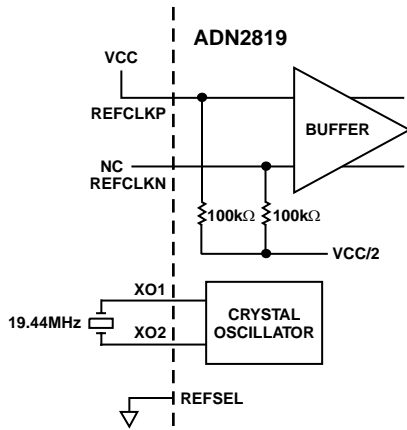 ADN2819
VCC
REFCLKP
BUFFER
NC
REFCLKN
100kΩ
100kΩ
VCC/2
XO1
19.44MHz
XO2
CRYSTAL
OSCILLATOR
REFSEL